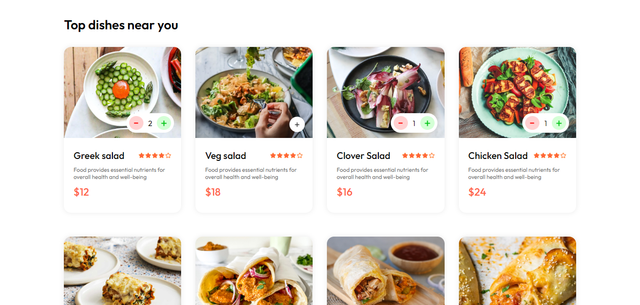 Top dishes near you
- 2 +
+
- 1 +
- 1 +
Greek salad
Food provides essential nutrients for
overall health and well-being
$12
Veg salad
Food provides essential nutrients for
overall health and well-being
$18
Clover Salad
Food provides essential nutrients for
overall health and well-being
$16
Chicken Salad
Food provides essential nutrients for
overall health and well-being
$24